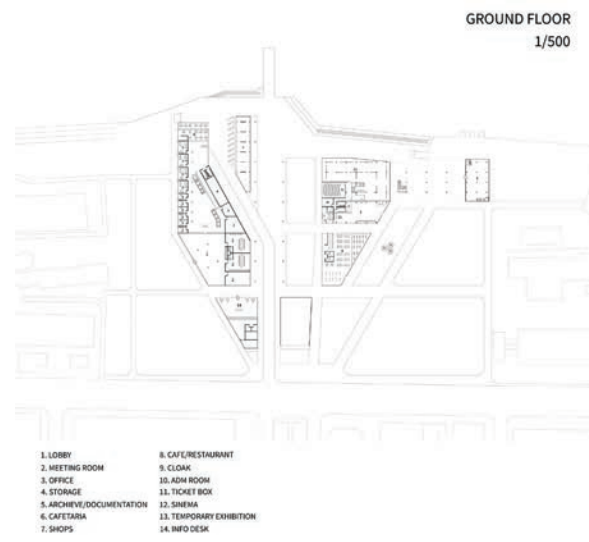 GROUND FLOOR
1/500
1. LOBBY
2. MEETING ROOM
3. OFFICE
4. STORAGE
5. ARCHIEVE/DOCUMENTATION
6. CAFETARIA
7. SHOPS
8. CAFE/RESTAURANT
9. CLOAK
10. ADM ROOM
11. TICKET BOX
12. SINEMA
13. TEMPORARY EXHIBITION
14. INFO DESK